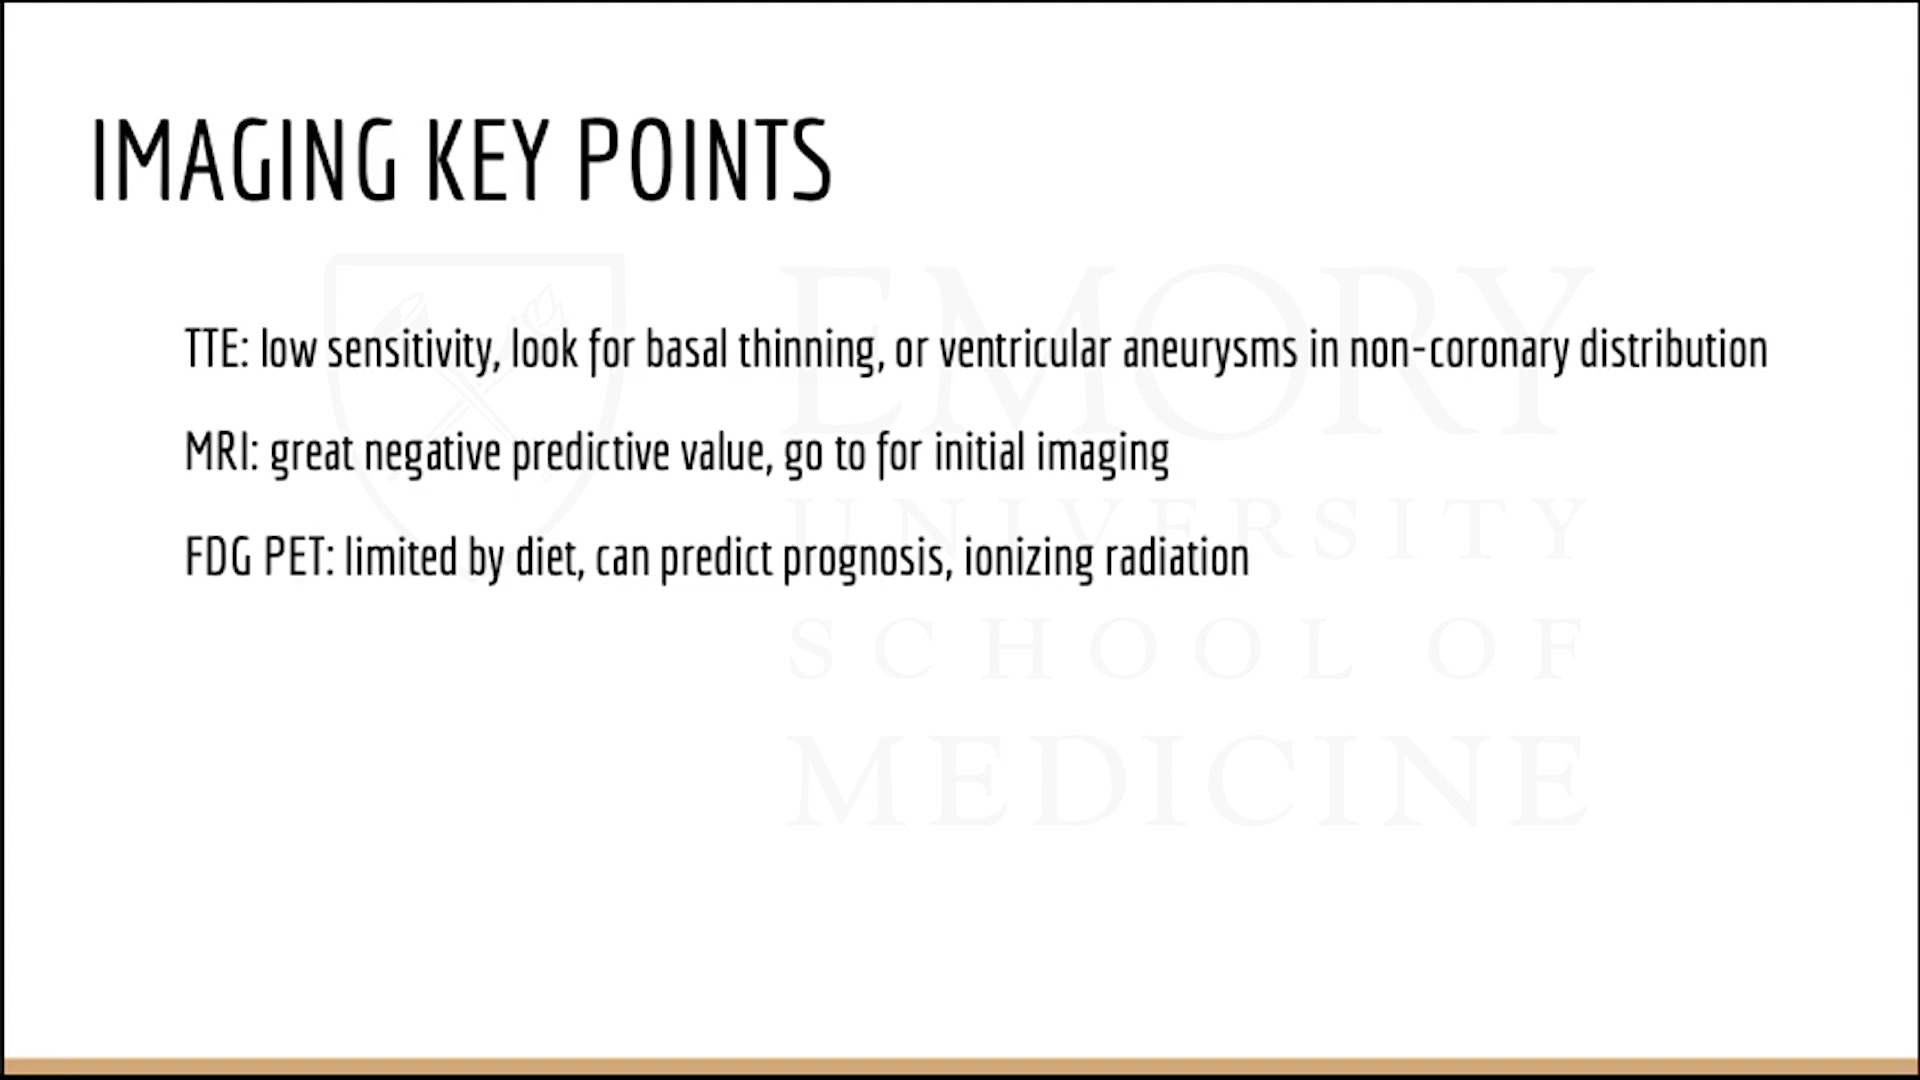 IMAGING KEY POINTS
TTE: low sensitivity, look for basal thinning, or ventricular aneurysms in non-coronary distribution
MRI: great negative predictive value, go to for initial imaging
FDG PET: limited by diet, can predict prognosis, ionizing radiation
EMORY
UNIVERSITY
SCHOOL OF
MEDICINE